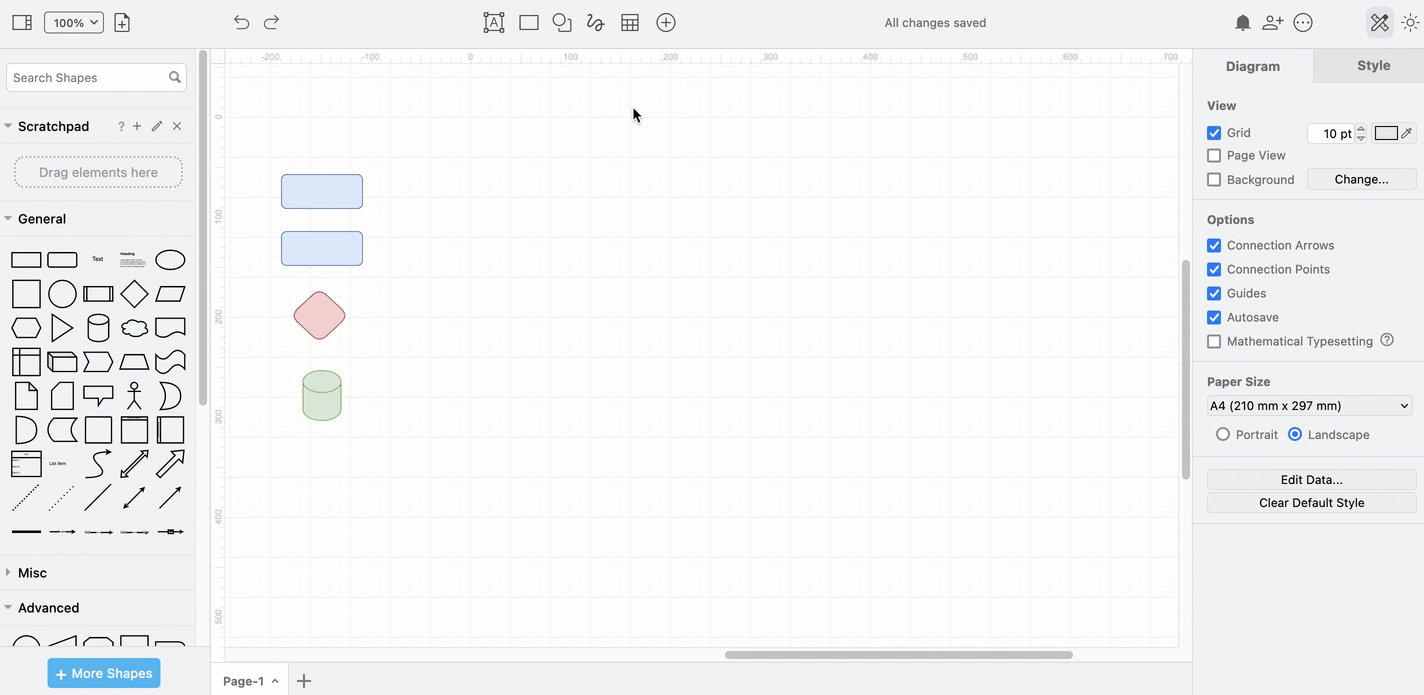 100%
All changes saved
Search Shapes
Scratchpad
?
Drag elements here
General
Text
Heading
List Item
Misc
Advanced
+ More Shapes
-200 -100 0 100 200 300 400 500 600 700
0
100
200
300
400
500
Page-1
Diagram
Style
View
Grid
10 pt
Page View
Background
Change...
Options
Connection Arrows
Connection Points
Guides
Autosave
Mathematical Typesetting ?
Paper Size
A4 (210 mm x 297 mm)
Portrait
Landscape
Edit Data...
Clear Default Style